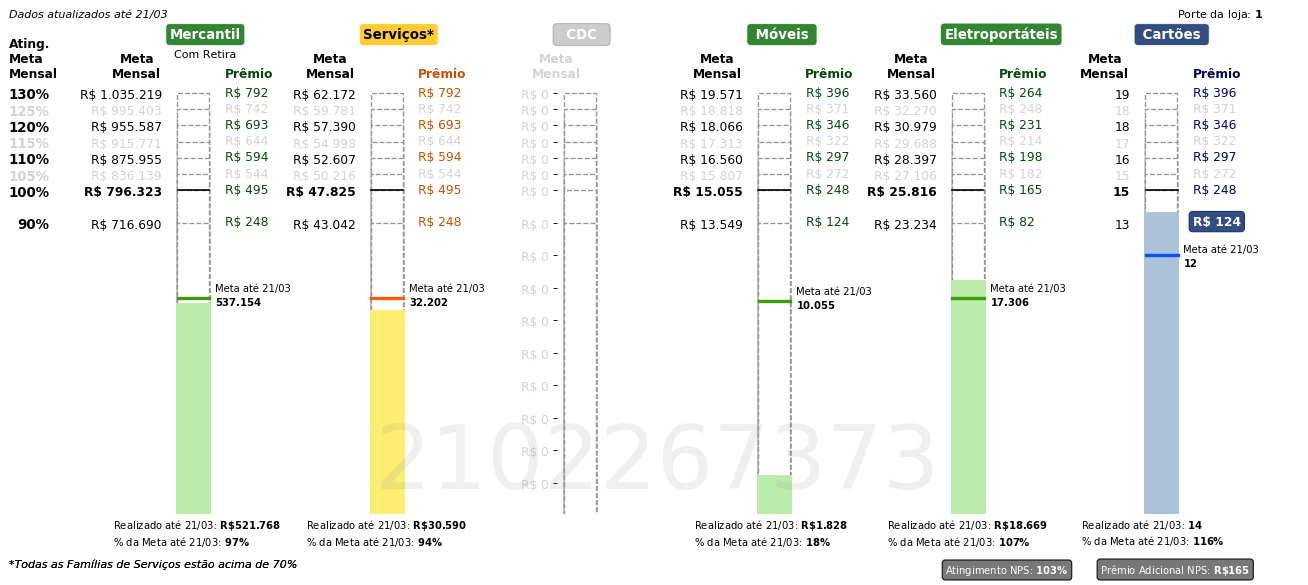 Dados atualizados até 21/03
Porte da loja: 1
Mercantil Serviços* CDC Móveis Eletroportáteis Cartões
Com Retira
Ating. Meta Mensal
Meta Mensal Prêmio Meta Mensal Prêmio Meta Mensal Meta Mensal Prêmio Meta Mensal Prêmio Meta Mensal Prêmio
130% R$ 1.035.219 R$ 792 R$ 62.172 R$ 792 R$ 0 R$ 19.571 R$ 396 R$ 33.560 R$ 264 19 R$ 396
125% R$ 995.403 R$ 742 R$ 59.781 R$ 742 R$ 0 R$ 18.818 R$ 371 R$ 32.270 R$ 248 18 R$ 371
120% R$ 955.587 R$ 693 R$ 57.390 R$ 693 R$ 0 R$ 18.066 R$ 346 R$ 30.979 R$ 231 18 R$ 346
115% R$ 915.771 R$ 644 R$ 54.998 R$ 644 R$ 0 R$ 17.313 R$ 322 R$ 29.688 R$ 214 17 R$ 322
110% R$ 875.955 R$ 594 R$ 52.607 R$ 594 R$ 0 R$ 16.560 R$ 297 R$ 28.397 R$ 198 16 R$ 297
105% R$ 836.139 R$ 544 R$ 50.216 R$ 544 R$ 0 R$ 15.807 R$ 272 R$ 27.106 R$ 182 15 R$ 272
100% R$ 796.323 R$ 495 R$ 47.825 R$ 495 R$ 0 R$ 15.055 R$ 248 R$ 25.816 R$ 165 15 R$ 248
90% R$ 716.690 R$ 248 R$ 43.042 R$ 248 R$ 0 R$ 13.549 R$ 124 R$ 23.234 R$ 82 13 R$ 124
R$ 0
R$ 0
R$ 0
R$ 0
R$ 0
R$ 0
R$ 0
R$ 0
Meta até 21/03
537.154
Meta até 21/03
32.202
Meta até 21/03
10.055
Meta até 21/03
17.306
Meta até 21/03
12
2102267373
Realizado até 21/03: R$521.768
% da Meta até 21/03: 97%
Realizado até 21/03: R$30.590
% da Meta até 21/03: 94%
Realizado até 21/03: R$1.828
% da Meta até 21/03: 18%
Realizado até 21/03: R$18.669
% da Meta até 21/03: 107%
Realizado até 21/03: 14
% da Meta até 21/03: 116%
*Todas as Famílias de Serviços estão acima de 70%
Atingimento NPS: 103%
Prêmio Adicional NPS: R$165